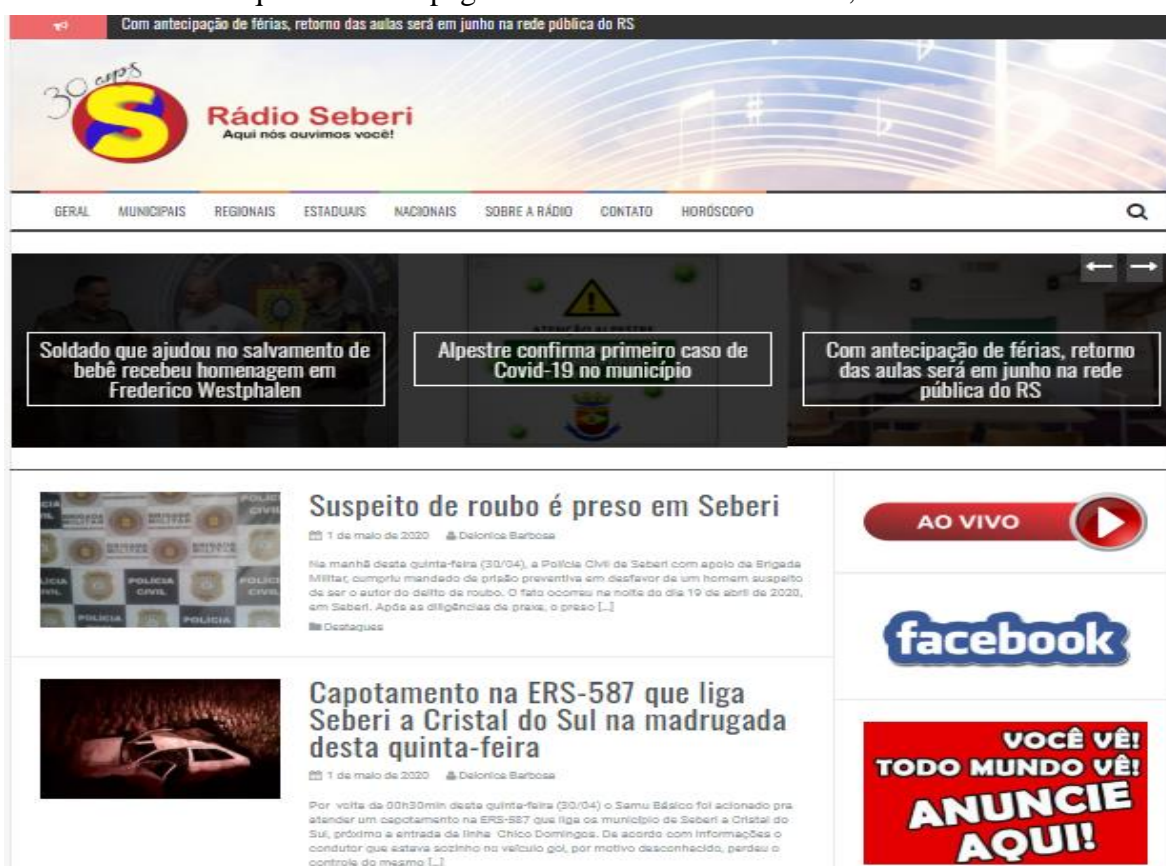 Com antecipação de férias, retorno das aulas será em junho na rede pública do RS
30 anos
S
Rádio Seberi
Aqui nós ouvimos você!
GERAL MUNICIPAIS REGIONAIS ESTADUAIS NACIONAIS SOBRE A RÁDIO CONTATO HORÓSCOPO
Soldado que ajudou no salvamento de
bebê recebeu homenagem em
Frederico Westphalen
ATENÇÃO ALPESTRE
Alpestre confirma primeiro caso de
Covid-19 no município
Com antecipação de férias, retorno
das aulas será em junho na rede
pública do RS
POLÍCIA CIVIL
BRIGADA MILITAR
Suspeito de roubo é preso em Seberi
1 de maio de 2020 Delonice Barbosa
Na manhã desta quinta-feira (30/04), a Polícia Civil de Seberi com apoio da Brigada
Militar, cumpriu mandado de prisão preventiva em desfavor de um homem suspeito
de ser o autor do delito de roubo. O fato ocorreu na noite do dia 19 de abril de 2020,
em Seberi. Após as diligências de praxe, o preso [...]
Destaques
Capotamento na ERS-587 que liga
Seberi a Cristal do Sul na madrugada
desta quinta-feira
1 de maio de 2020 Delonice Barbosa
Por volta da 00h30min desta quinta-feira (30/04) o Samu Básico foi acionado pra
atender um capotamento na ERS-587 que liga os município de Seberi a Cristal do
Sul, próximo a entrada da linha Chico Domingos. De acordo com informações o
condutor que estava sozinho no veículo gol, por motivo desconhecido, perdeu o
controle do mesmo [...]
AO VIVO
facebook
VOCÊ VÊ!
TODO MUNDO VÊ!
ANUNCIE
AQUI!